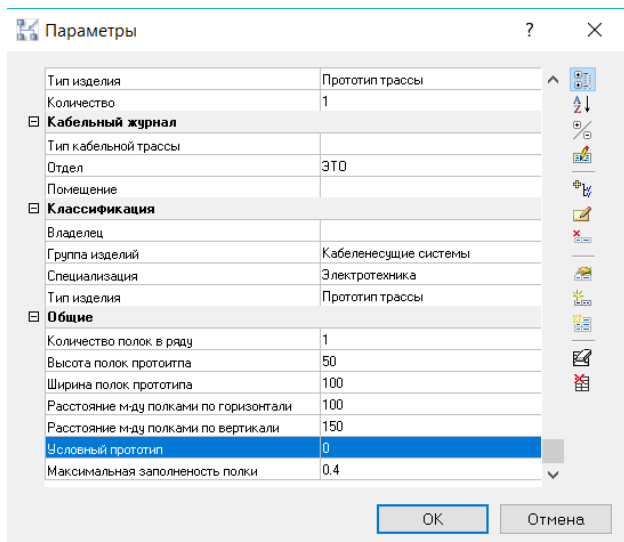 Параметры ?
Тип изделия Прототип трассы
Количество 1
Кабельный журнал
Тип кабельной трассы
Отдел ЭТО
Помещение
Классификация
Владелец
Группа изделий Кабеленесущие системы
Специализация Электротехника
Тип изделия Прототип трассы
Общие
Количество полок в ряду 1
Высота полок протоитпа 50
Ширина полок прототипа 100
Расстояние м-ду полками по горизонтали 100
Расстояние м-ду полками по вертикали 150
Условный прототип 0
Максимальная заполненость полки 0.4
OK Отмена